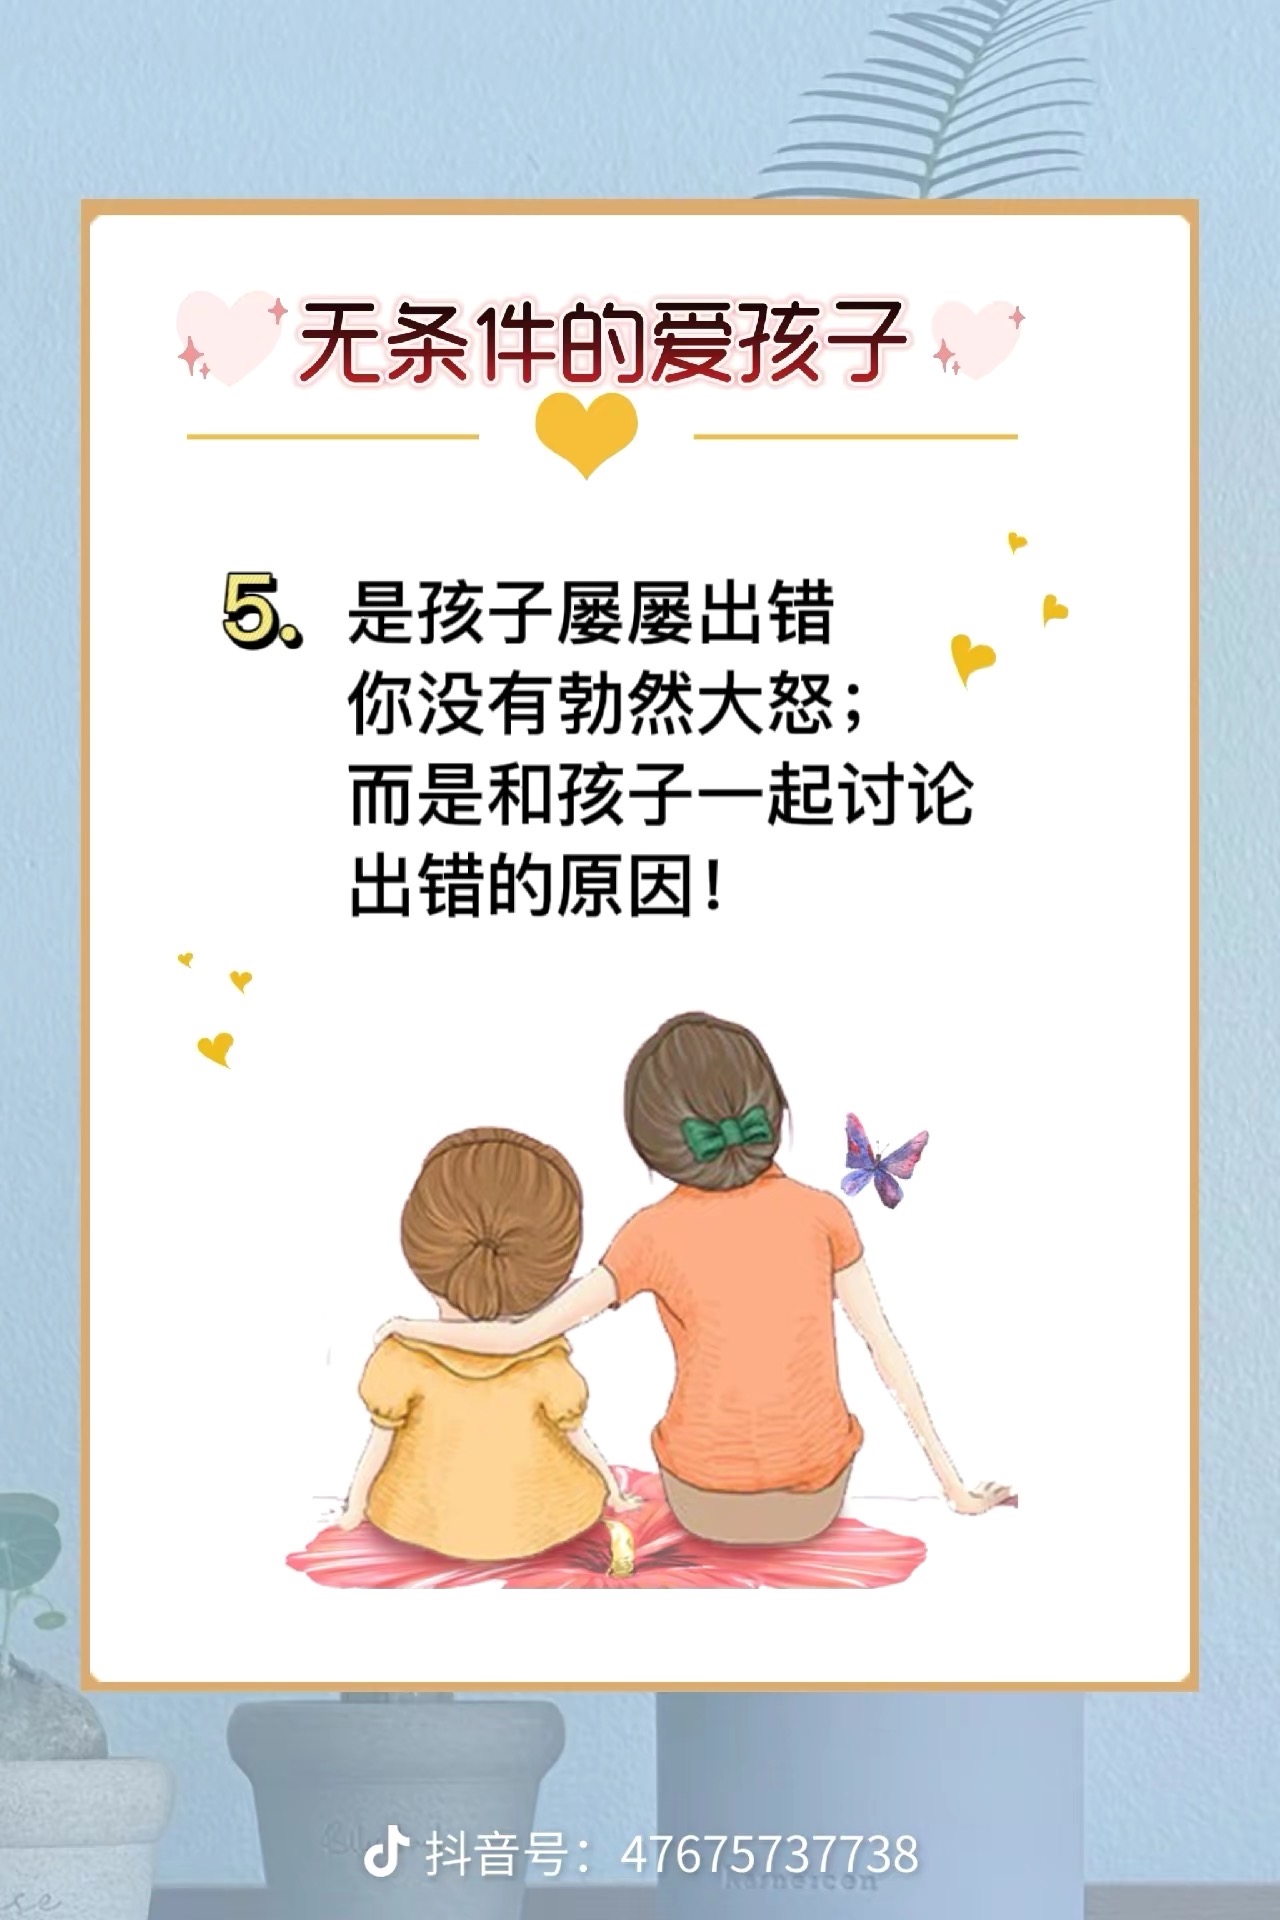 无条件的爱孩子
5. 是孩子屡屡出错
你没有勃然大怒；
而是和孩子一起讨论
出错的原因！
抖音号：47675737738